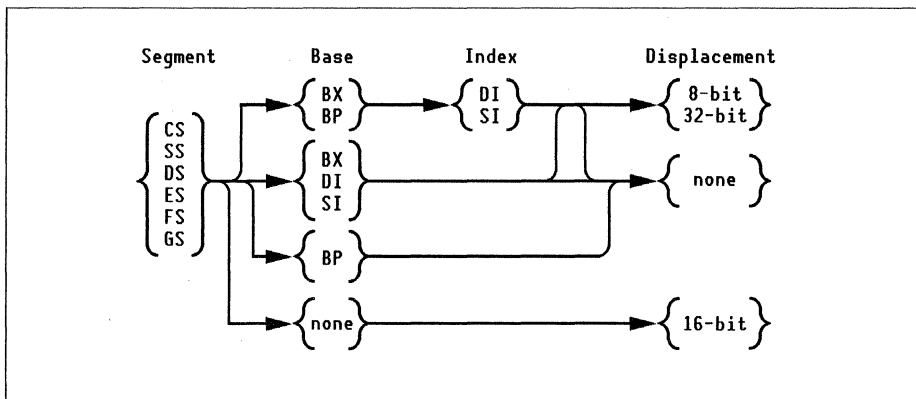 Segment Base Index Displacement
BX
BP
DI
SI
8-bit
32-bit
CS
SS
DS
ES
FS
GS
BX
DI
SI
none
BP
none
16-bit